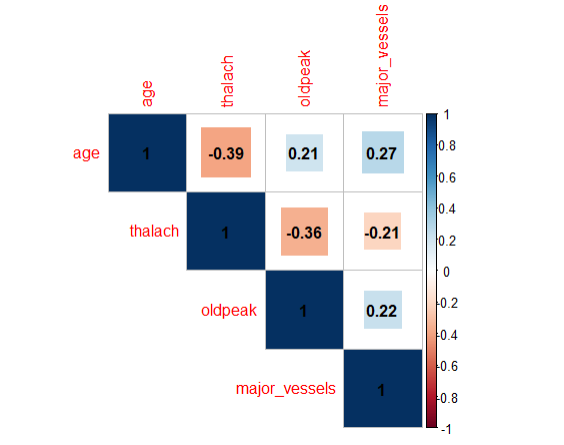 age
thalach
oldpeak
major_vessels
age 1 -0.39 0.21 0.27
thalach 1 -0.36 -0.21
oldpeak 1 0.22
major_vessels 1
1
0.8
0.6
0.4
0.2
0
-0.2
-0.4
-0.6
-0.8
-1